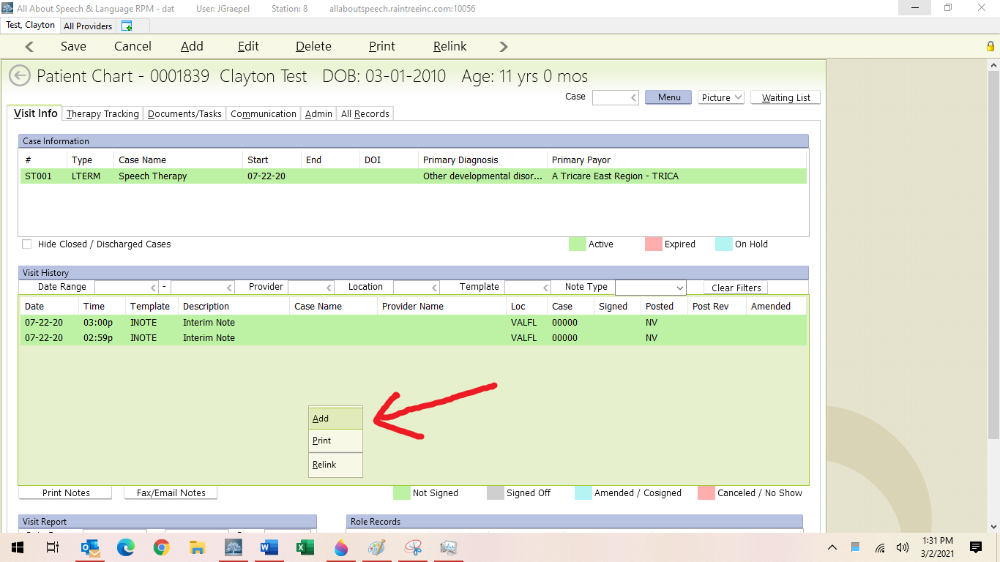 All About Speech & Language RPM - dat User: JGraepel Station: 8 allaboutspeech.raintreeinc.com:10056
Test, Clayton All Providers
Save Cancel Add Edit Delete Print Relink
Patient Chart - 0001839 Clayton Test DOB: 03-01-2010 Age: 11 yrs 0 mos
Case Menu Picture Waiting List
Visit Info Therapy Tracking Documents/Tasks Communication Admin All Records
Case Information
# Type Case Name Start End DOI Primary Diagnosis Primary Payor
ST001 LTERM Speech Therapy 07-22-20 Other developmental disor... A Tricare East Region - TRICA
Hide Closed / Discharged Cases Active Expired On Hold
Visit History
Date Range - Provider Location Template Note Type Clear Filters
Date Time Template Description Case Name Provider Name Loc Case Signed Posted Post Rev Amended
07-22-20 03:00p INOTE Interim Note VALFL 00000 NV
07-22-20 02:59p INOTE Interim Note VALFL 00000 NV
Add
Print
Relink
Print Notes Fax/Email Notes Not Signed Signed Off Amended / Cosigned Canceled / No Show
Visit Report Role Records
1:31 PM
3/2/2021